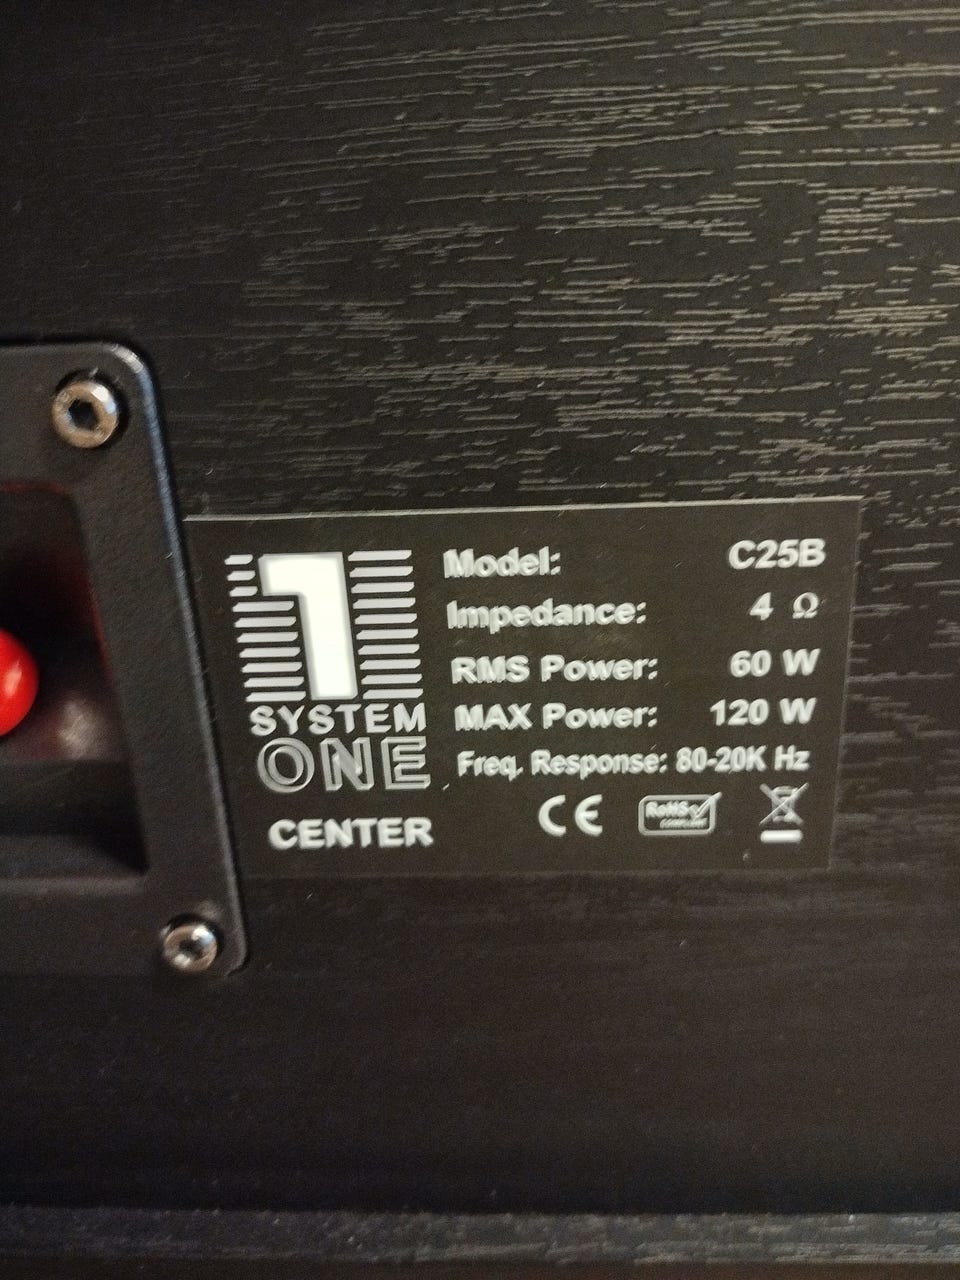 1
SYSTEM
ONE
CENTER
Model: C25B
Impedance: 4 Ω
RMS Power: 60 W
MAX Power: 120 W
Freq. Response: 80-20K Hz
CE RoHS